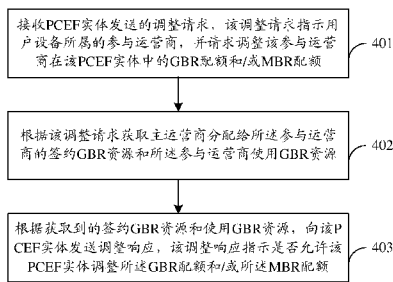 接收PCEF实体发送的调整请求，该调整请求指示用
户设备所属的参与运营商，并请求调整该参与运营
商在该PCEF实体中的GBR配额和/或MBR配额
401
根据该调整请求获取主运营商分配给所述参与运营
商的签约GBR资源和所述参与运营商使用GBR资源
402
根据获取到的签约GBR资源和使用GBR资源，向该P
CEF实体发送调整响应，该调整响应指示是否允许该
PCEF实体调整所述GBR配额和/或所述MBR配额
403